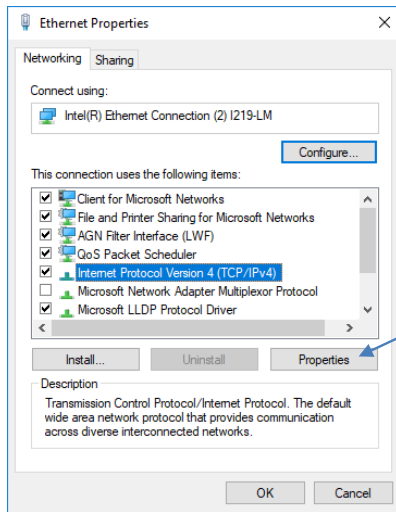 Ethernet Properties
Networking
Sharing
Connect using:
Intel(R) Ethernet Connection (2) I219-LM
Configure...
This connection uses the following items:
Client for Microsoft Networks
File and Printer Sharing for Microsoft Networks
AGN Filter Interface (LWF)
QoS Packet Scheduler
Internet Protocol Version 4 (TCP/IPv4)
Microsoft Network Adapter Multiplexor Protocol
Microsoft LLDP Protocol Driver
Install...
Uninstall
Properties
Description
Transmission Control Protocol/Internet Protocol. The default
wide area network protocol that provides communication
across diverse interconnected networks.
OK
Cancel